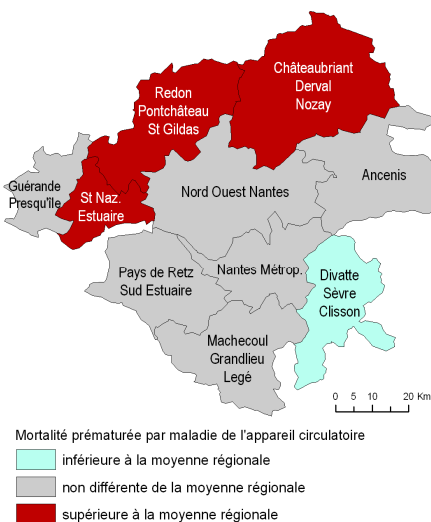 Châteaubriant
Derval
Nozay
Redon
Pontchâteau
St Gildas
Ancenis
Guérande
Presqu'île
St Naz.
Estuaire
Nord Ouest Nantes
Pays de Retz
Sud Estuaire
Nantes Métrop.
Divatte
Sèvre
Clisson
Machecoul
Grandlieu
Legé
0 5 10 20 Km
Mortalité prématurée par maladie de l'appareil circulatoire
inférieure à la moyenne régionale
non différente de la moyenne régionale
supérieure à la moyenne régionale